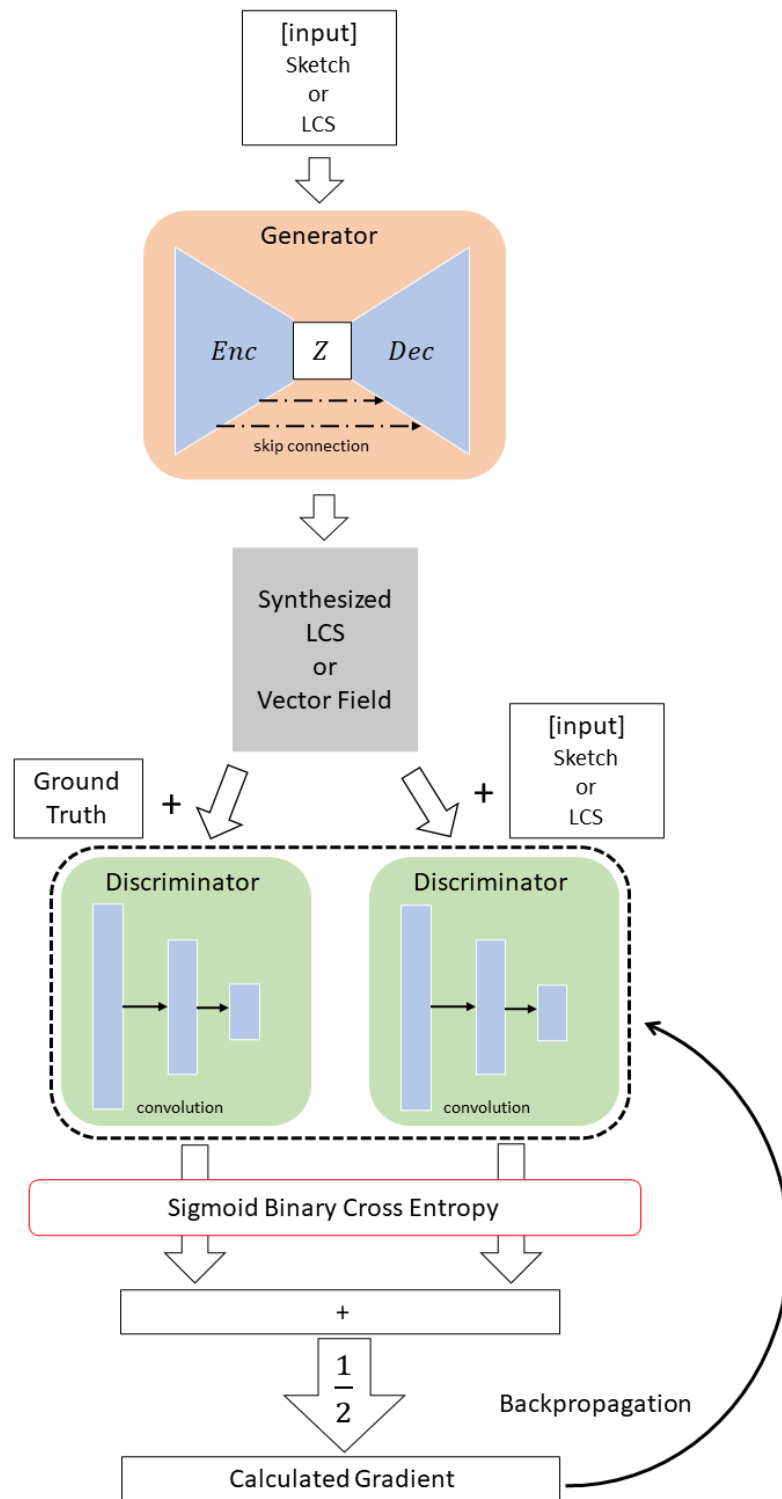 [input]
Sketch
or
LCS
Generator
Enc
Z
Dec
skip connection
Synthesized
LCS
or
Vector Field
[input]
Sketch
or
LCS
Ground
Truth
+
+
Discriminator
convolution
Discriminator
convolution
Sigmoid Binary Cross Entropy
+
1
2
Backpropagation
Calculated Gradient